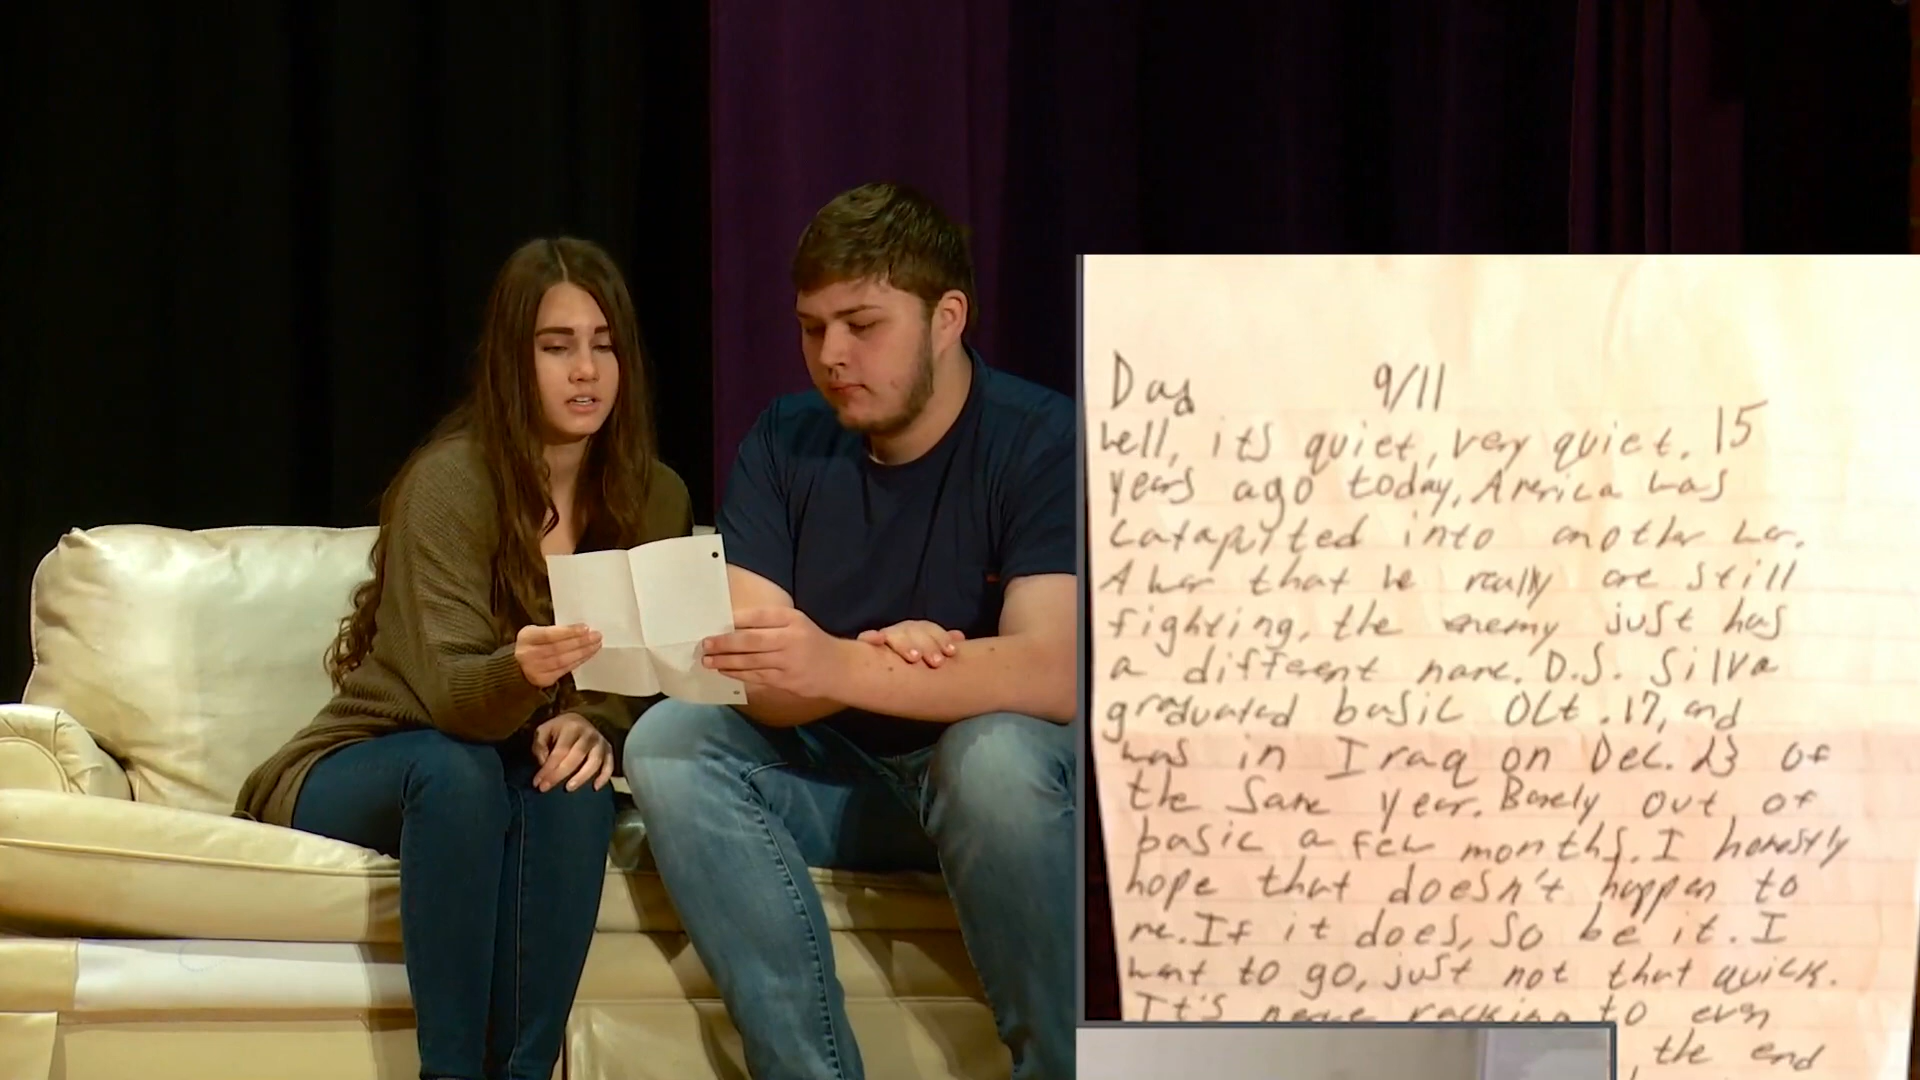 Dad 9/11
Well, its quiet, very quiet. 15
years ago today, America was
catapulted into another war.
A war that we really are still
fighting, the enemy just has
a different name. D.S. Silva
graduated basic Oct. 17, and
was in Iraq on Dec. 23 of
the same year. Barely out of
basic a few months. I honestly
hope that doesn't happen to
me. If it does, so be it. I
want to go, just not that quick.
It's nerve racking to even
the end